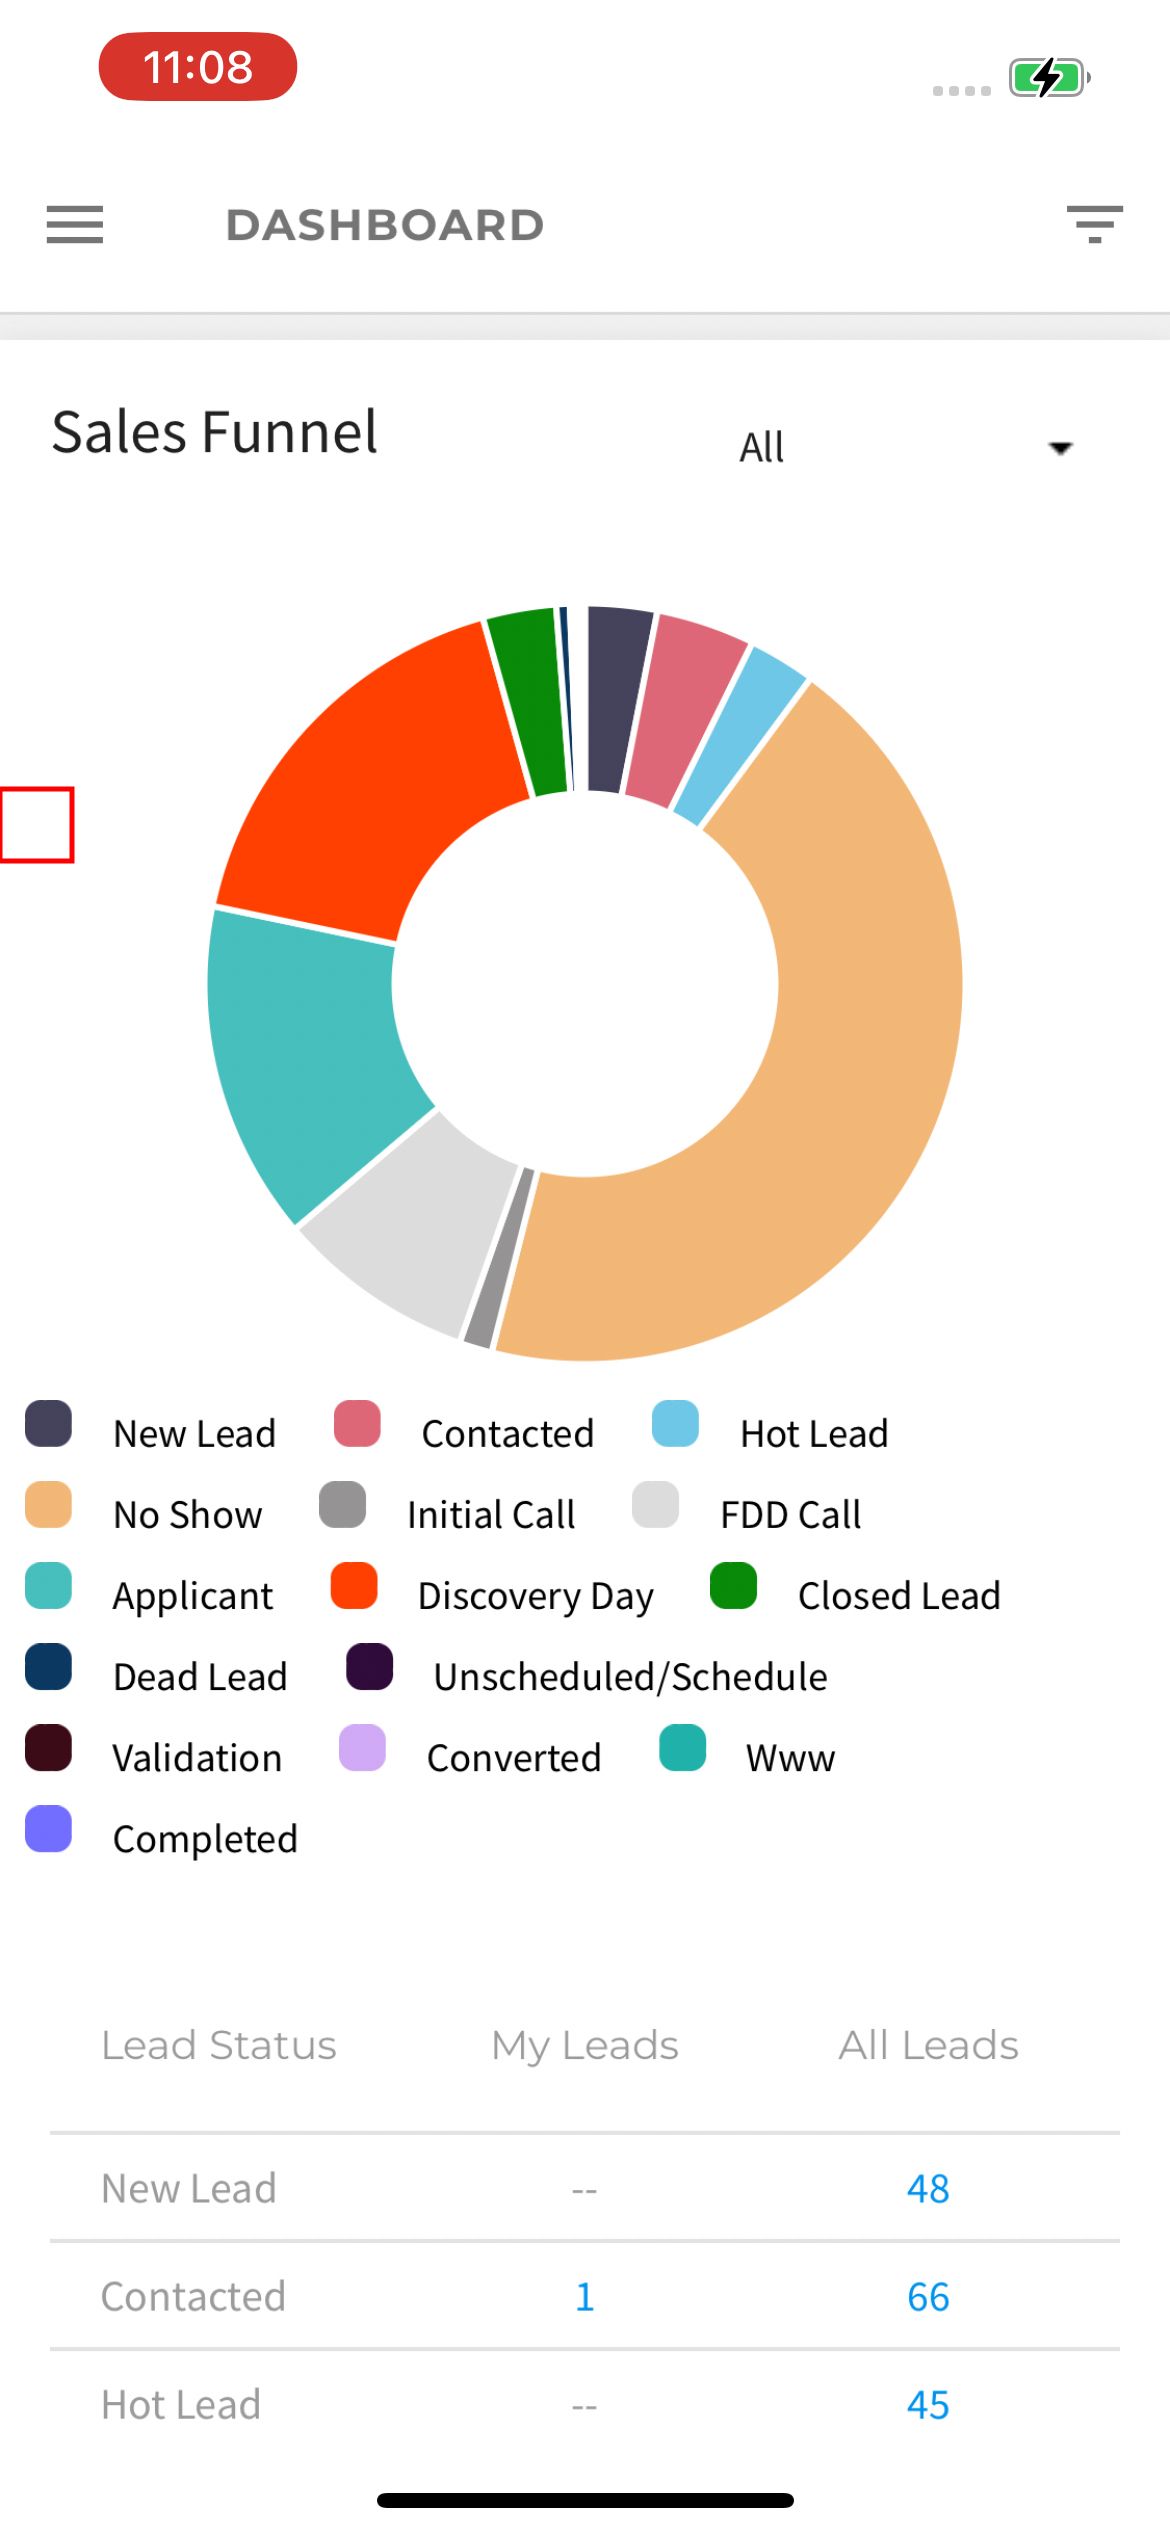 11:08
DASHBOARD
Sales Funnel All
New Lead Contacted Hot Lead
No Show Initial Call FDD Call
Applicant Discovery Day Closed Lead
Dead Lead Unscheduled/Schedule
Validation Converted Www
Completed
Lead Status My Leads All Leads
New Lead -- 48
Contacted 1 66
Hot Lead -- 45